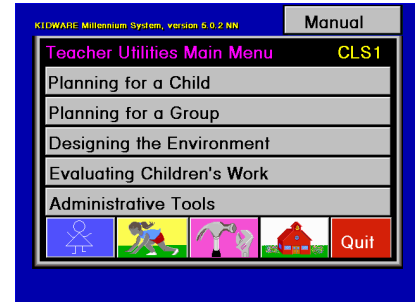 KIDWARE Millennium System, version 5.0.2 NN
Manual
Teacher Utilities Main Menu CLS1
Planning for a Child
Planning for a Group
Designing the Environment
Evaluating Children's Work
Administrative Tools
Quit